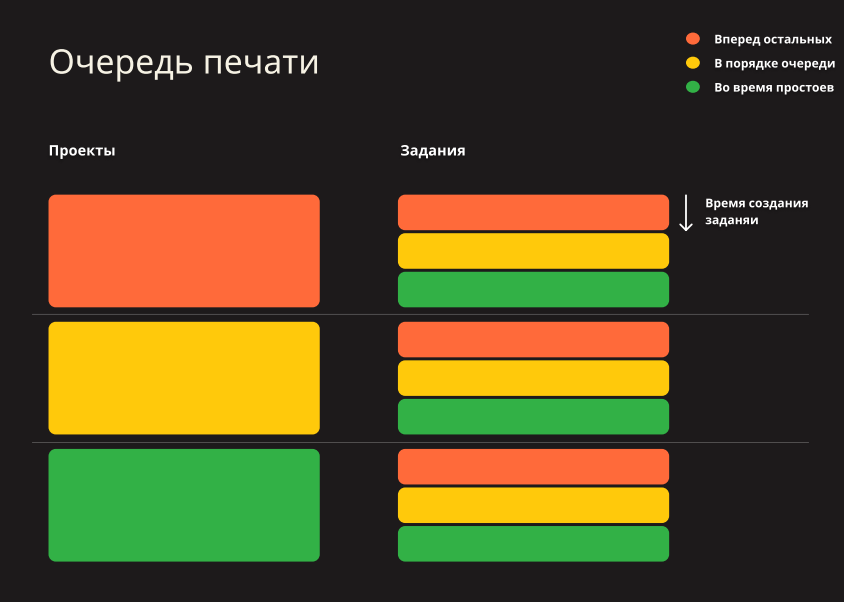 Очередь печати
Вперед остальных
В порядке очереди
Во время простоев
Проекты
Задания
Время создания
заданяи